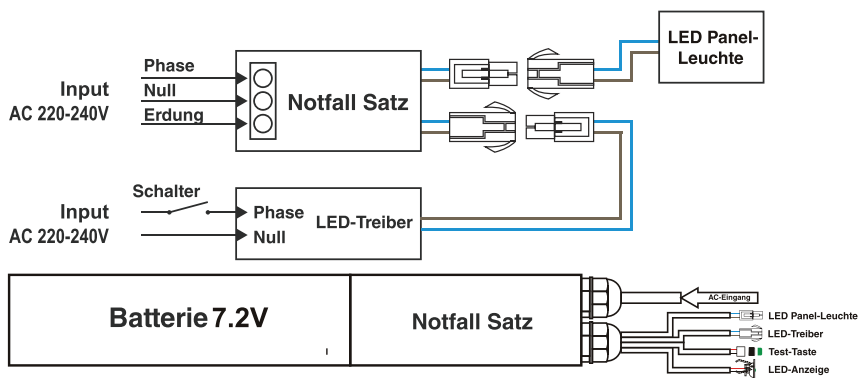 Phase
LED Panel-
Leuchte
Input
AC 220-240V
Null
Erdung
Notfall Satz
Schalter
Input
AC 220-240V
Phase
Null
LED-Treiber
Batterie 7.2V
Notfall Satz
AC-Eingang
LED Panel-Leuchte
LED-Treiber
Test-Taste
LED-Anzeige